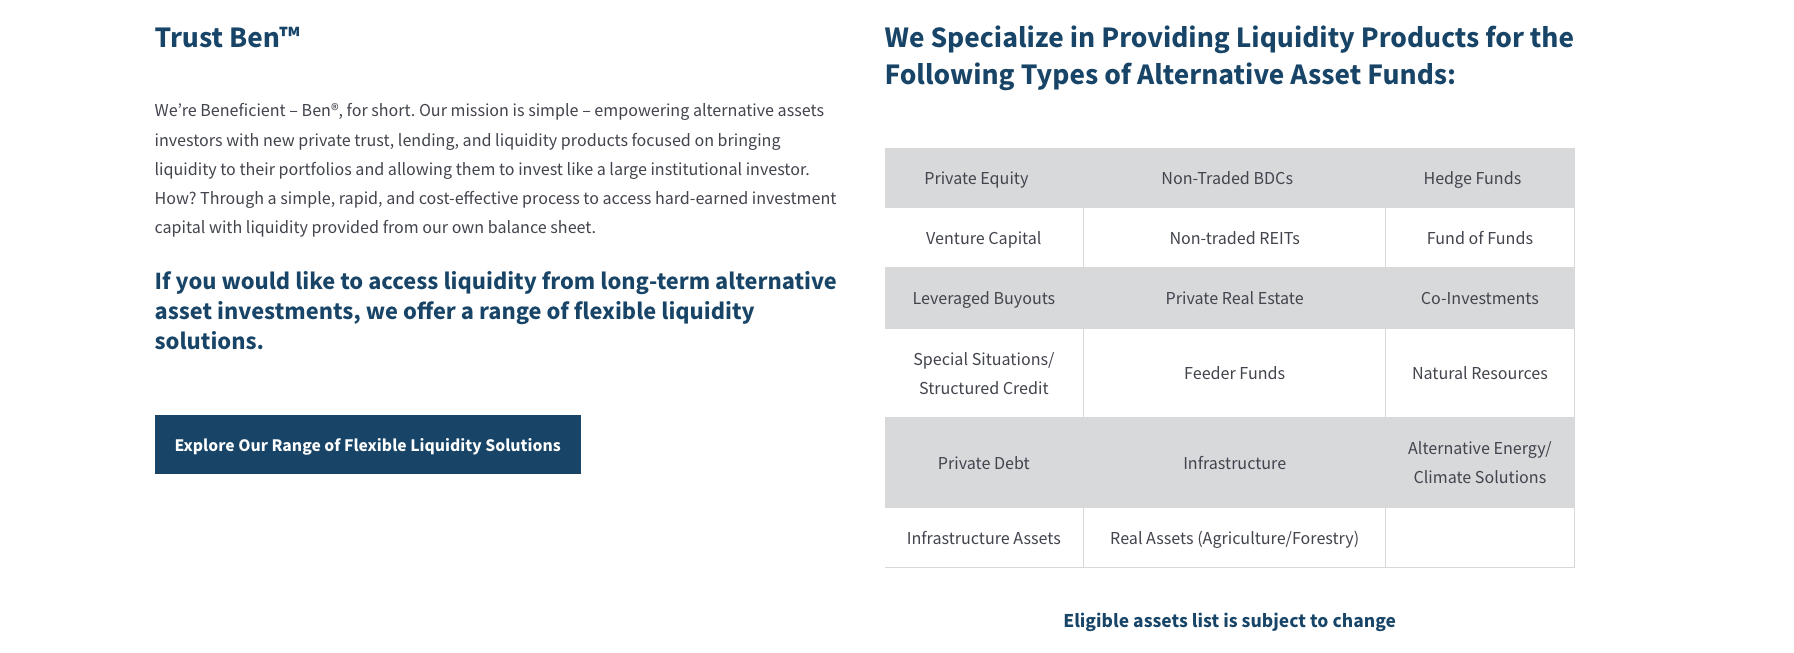 Trust Ben™
We’re Beneficient – Ben®, for short. Our mission is simple – empowering alternative assets
investors with new private trust, lending, and liquidity products focused on bringing
liquidity to their portfolios and allowing them to invest like a large institutional investor.
How? Through a simple, rapid, and cost-effective process to access hard-earned investment
capital with liquidity provided from our own balance sheet.
If you would like to access liquidity from long-term alternative
asset investments, we offer a range of flexible liquidity
solutions.
Explore Our Range of Flexible Liquidity Solutions
We Specialize in Providing Liquidity Products for the
Following Types of Alternative Asset Funds:
Private Equity Non-Traded BDCs Hedge Funds
Venture Capital Non-traded REITs Fund of Funds
Leveraged Buyouts Private Real Estate Co-Investments
Special Situations/
Structured Credit Feeder Funds Natural Resources
Private Debt Infrastructure Alternative Energy/
Climate Solutions
Infrastructure Assets Real Assets (Agriculture/Forestry)
Eligible assets list is subject to change